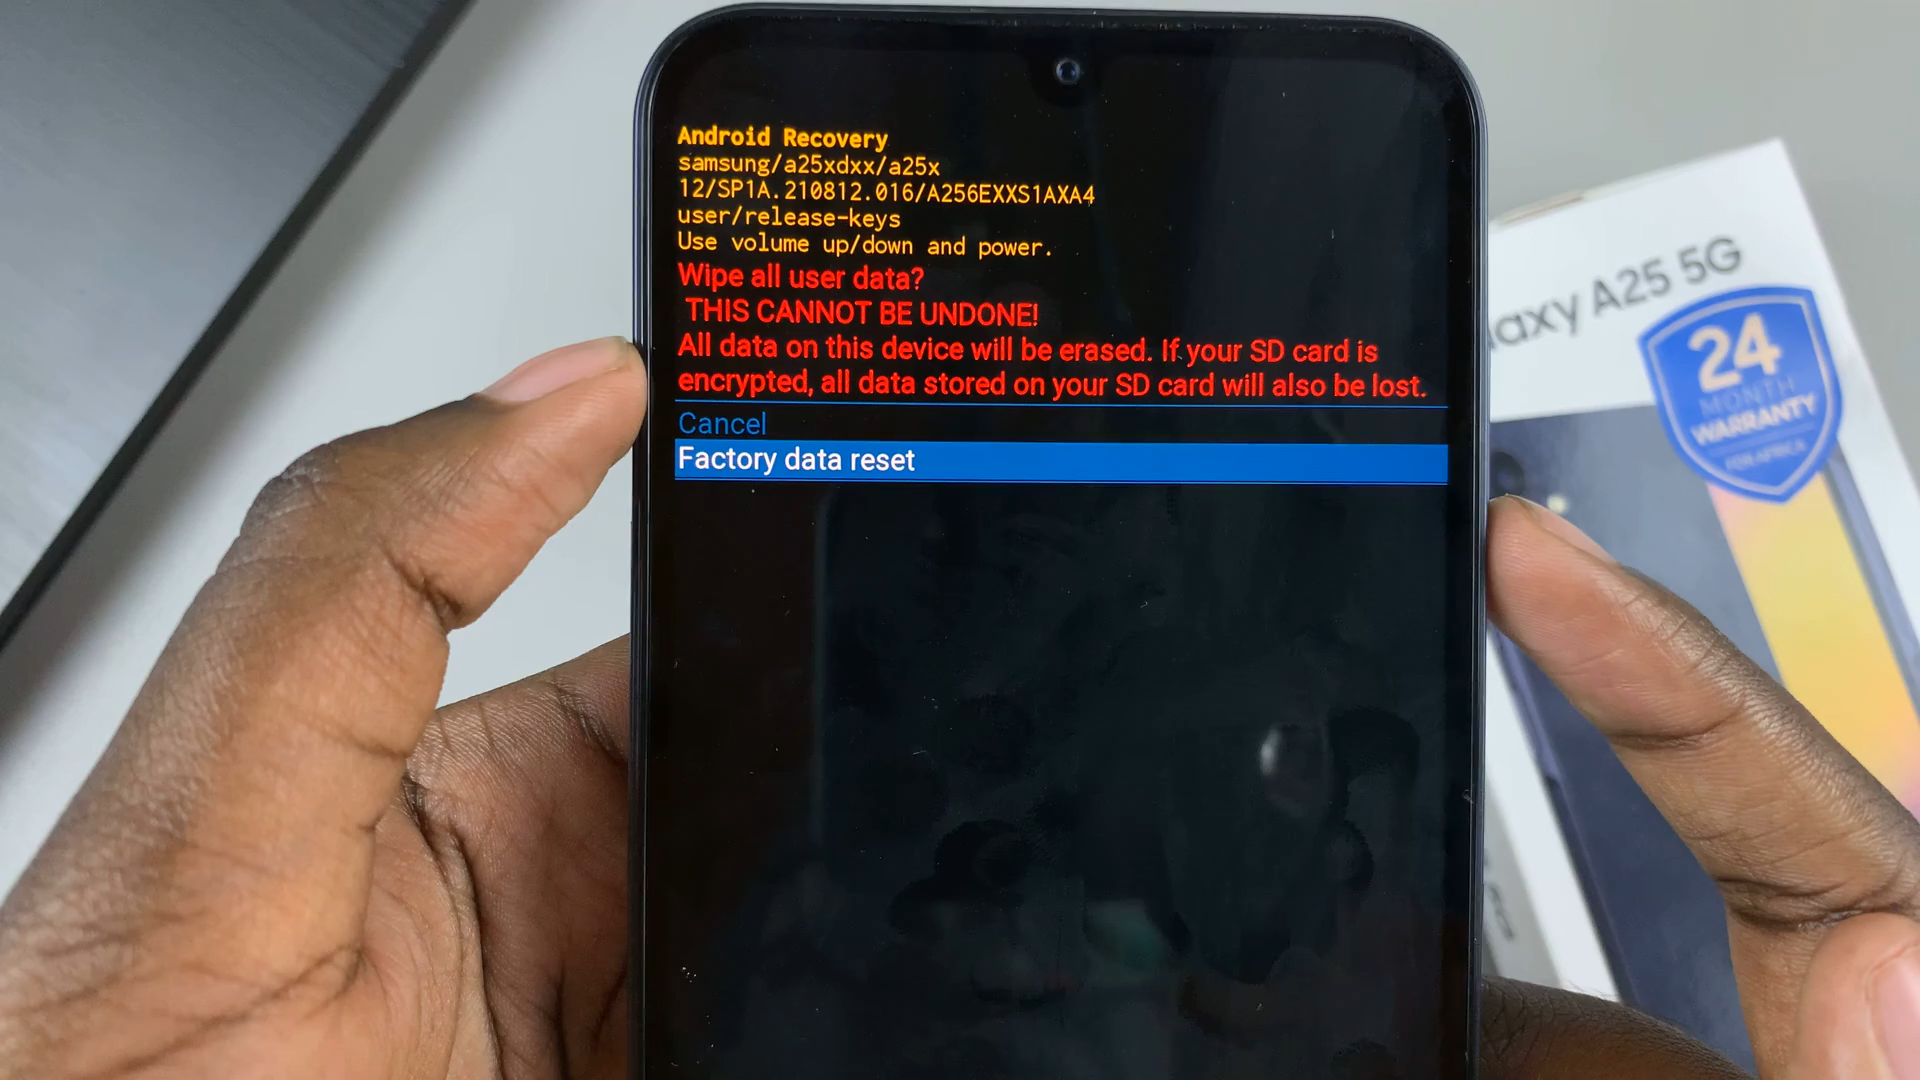 Android Recovery
samsung/a25xdxx/a25x
12/SP1A.210812.016/A256EXXS1AXA4
user/release-keys
Use volume up/down and power.
Wipe all user data?
THIS CANNOT BE UNDONE!
All data on this device will be erased. If your SD card is
encrypted, all data stored on your SD card will also be lost.
Cancel
Factory data reset
axy A25 5G
24
MONTH
WARRANTY
FOR AFRICA